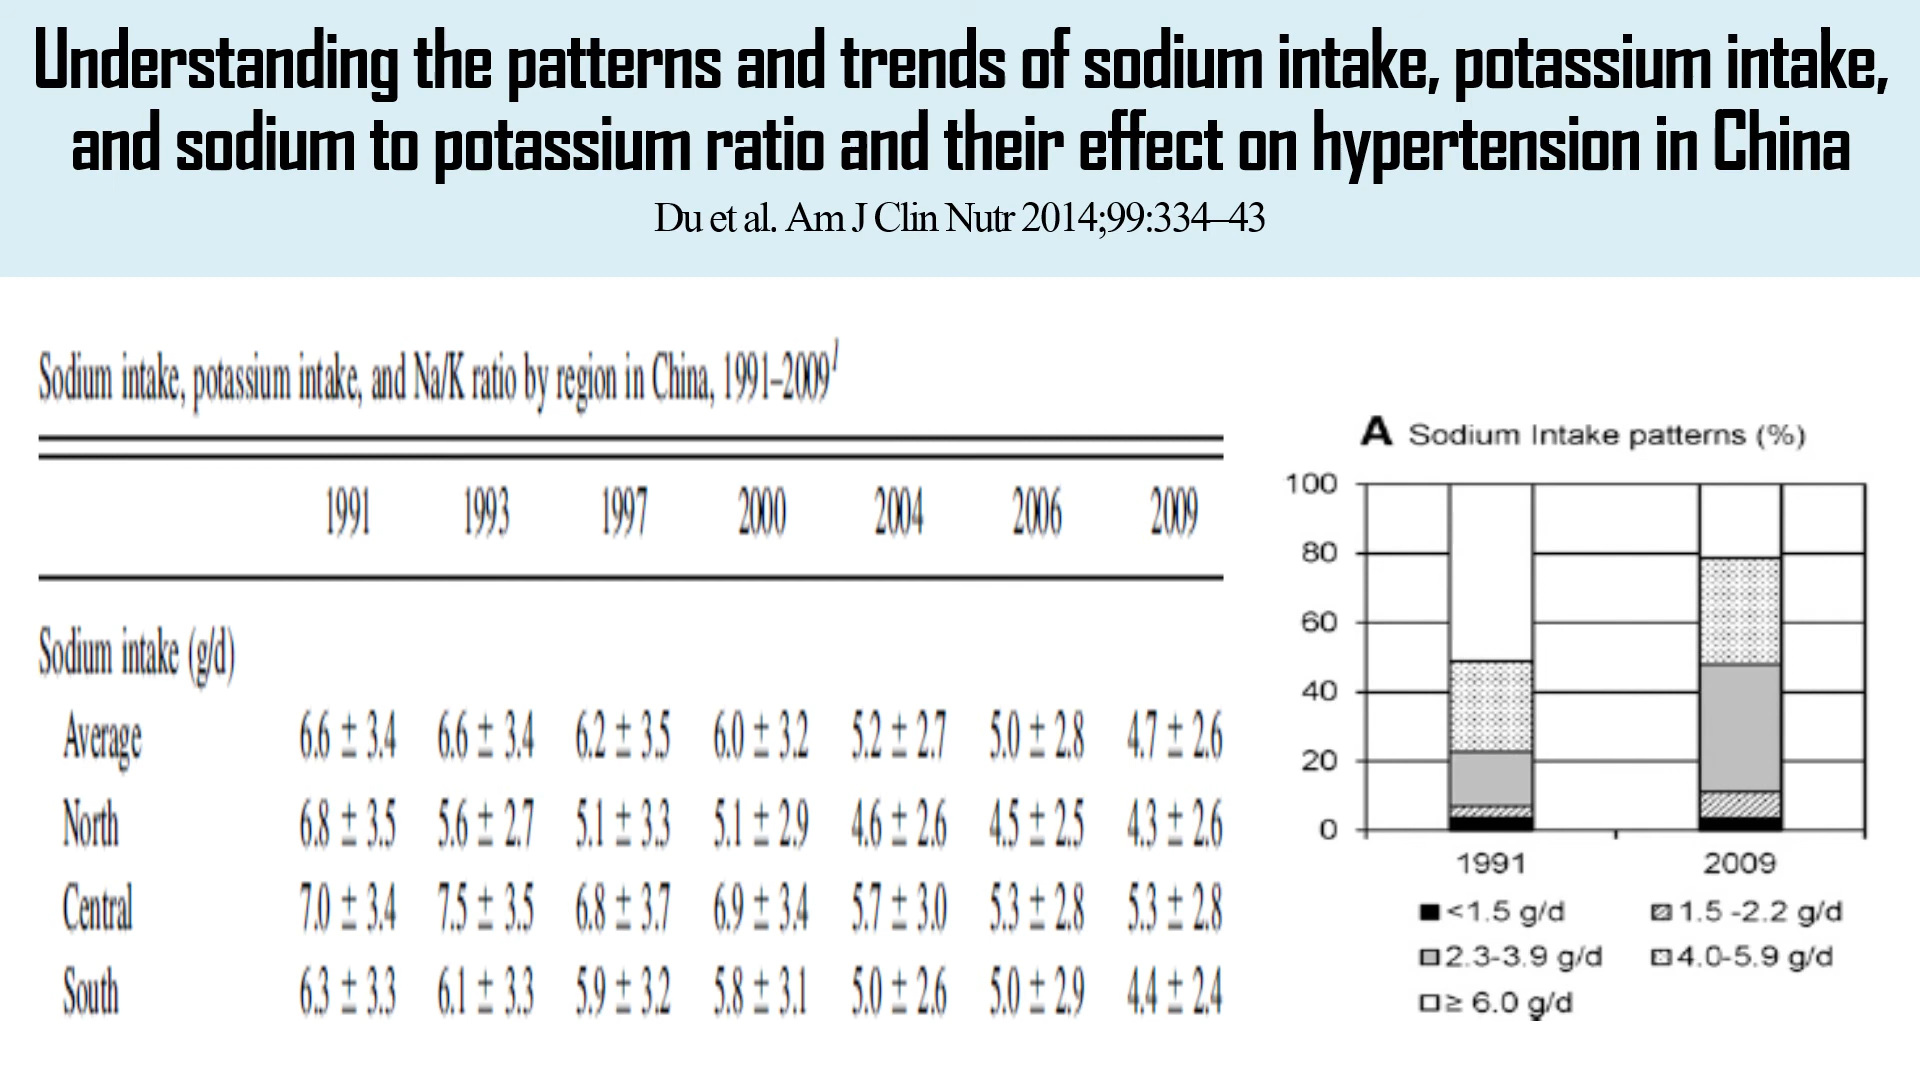 Understanding the patterns and trends of sodium intake, potassium intake,
and sodium to potassium ratio and their effect on hypertension in China
Du et al. Am J Clin Nutr 2014;99:334–43
Sodium intake, potassium intake, and Na/K ratio by region in China, 1991–2009¹
1991 1993 1997 2000 2004 2006 2009
Sodium intake (g/d)
Average 6.6 ± 3.4 6.6 ± 3.4 6.2 ± 3.5 6.0 ± 3.2 5.2 ± 2.7 5.0 ± 2.8 4.7 ± 2.6
North 6.8 ± 3.5 5.6 ± 2.7 5.1 ± 3.3 5.1 ± 2.9 4.6 ± 2.6 4.5 ± 2.5 4.3 ± 2.6
Central 7.0 ± 3.4 7.5 ± 3.5 6.8 ± 3.7 6.9 ± 3.4 5.7 ± 3.0 5.3 ± 2.8 5.3 ± 2.8
South 6.3 ± 3.3 6.1 ± 3.3 5.9 ± 3.2 5.8 ± 3.1 5.0 ± 2.6 5.0 ± 2.9 4.4 ± 2.4
A Sodium Intake patterns (%)
100
80
60
40
20
0
1991 2009
<1.5 g/d 1.5 -2.2 g/d
2.3-3.9 g/d 4.0-5.9 g/d
≥ 6.0 g/d